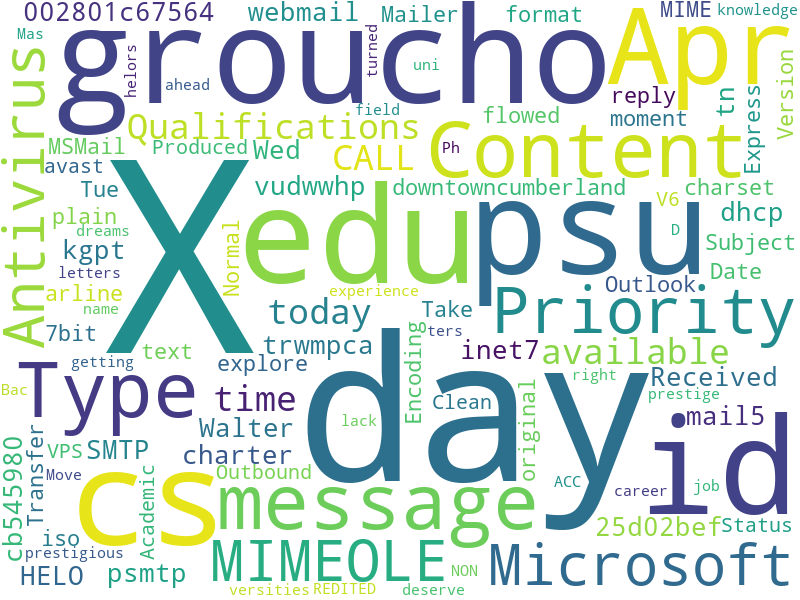 002801c67564
webmail
Mailer
format
MIME
knowledge
Mas
groucho
Apr
helors
turned
ahead
uni
field
reply
Version
tn
Express
Antivirus
Qualifications
flowed
moment
MSMail
Produced
Wed
CALL
Content
Ph
avast
Tue
X
edu
psu
vudwwhp
downtowncumberland
V6
charset
dhcp
plain
dreams
Normal
D
Subject
kgpt
letters
Outlook
Date
arline
name
experience
today
Take
Priority
7bit
ters
text
trwmpca
inet7
available
getting
explore
Encoding
right
Received
Type
time
day
id
Bac
Clean
prestige
mail5
Walter
lack
original
cb545980
Transfer
VPS
SMTP
charter
cs
Move
Academic
Outbound
message
ACC
career
job
25d02bef
Status
iso
prestigious
HELO
psmtp
MIMEOLE
NON
Microsoft
versities
REDITED
deserve